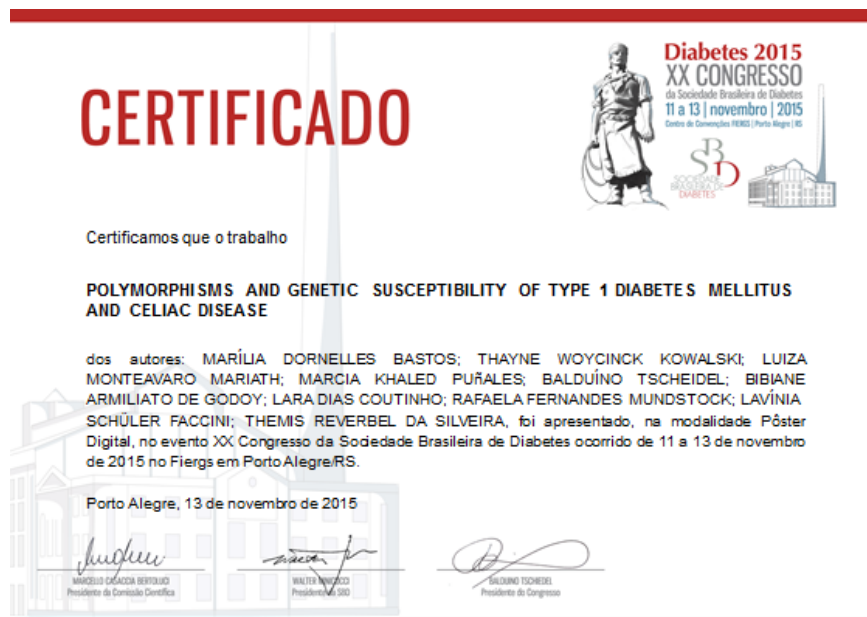 Diabetes 2015
XX CONGRESSO
da Sociedade Brasileira de Diabetes
11 a 13 | novembro | 2015
Centro de Convenções FIERGS | Porto Alegre | RS
SBD
SOCIEDADE
BRASILEIRA DE
DIABETES
CERTIFICADO
Certificamos que o trabalho
POLYMORPHISMS AND GENETIC SUSCEPTIBILITY OF TYPE 1 DIABETES MELLITUS
AND CELIAC DISEASE
dos autores: MARÍLIA DORNELLES BASTOS; THAYNE WOYCINCK KOWALSKI; LUIZA
MONTEAVARO MARIATH; MARCIA KHALED PUñALES; BALDUÍNO TSCHEIDEL; BIBIANE
ARMILIATO DE GODOY; LARA DIAS COUTINHO; RAFAELA FERNANDES MUNDSTOCK; LAVÍNIA
SCHÜLER FACCINI; THEMIS REVERBEL DA SILVEIRA, foi apresentado, na modalidade Pôster
Digital, no evento XX Congresso da Sociedade Brasileira de Diabetes ocorrido de 11 a 13 de novembro
de 2015 no Fiergs em Porto Alegre/RS.
Porto Alegre, 13 de novembro de 2015
MARCELLO CASACCIA BERTOLUCI
Presidente da Comissão Científica
WALTER MINICUCCI
Presidente da SBD
BALDUINO TSCHIEDEL
Presidente do Congresso